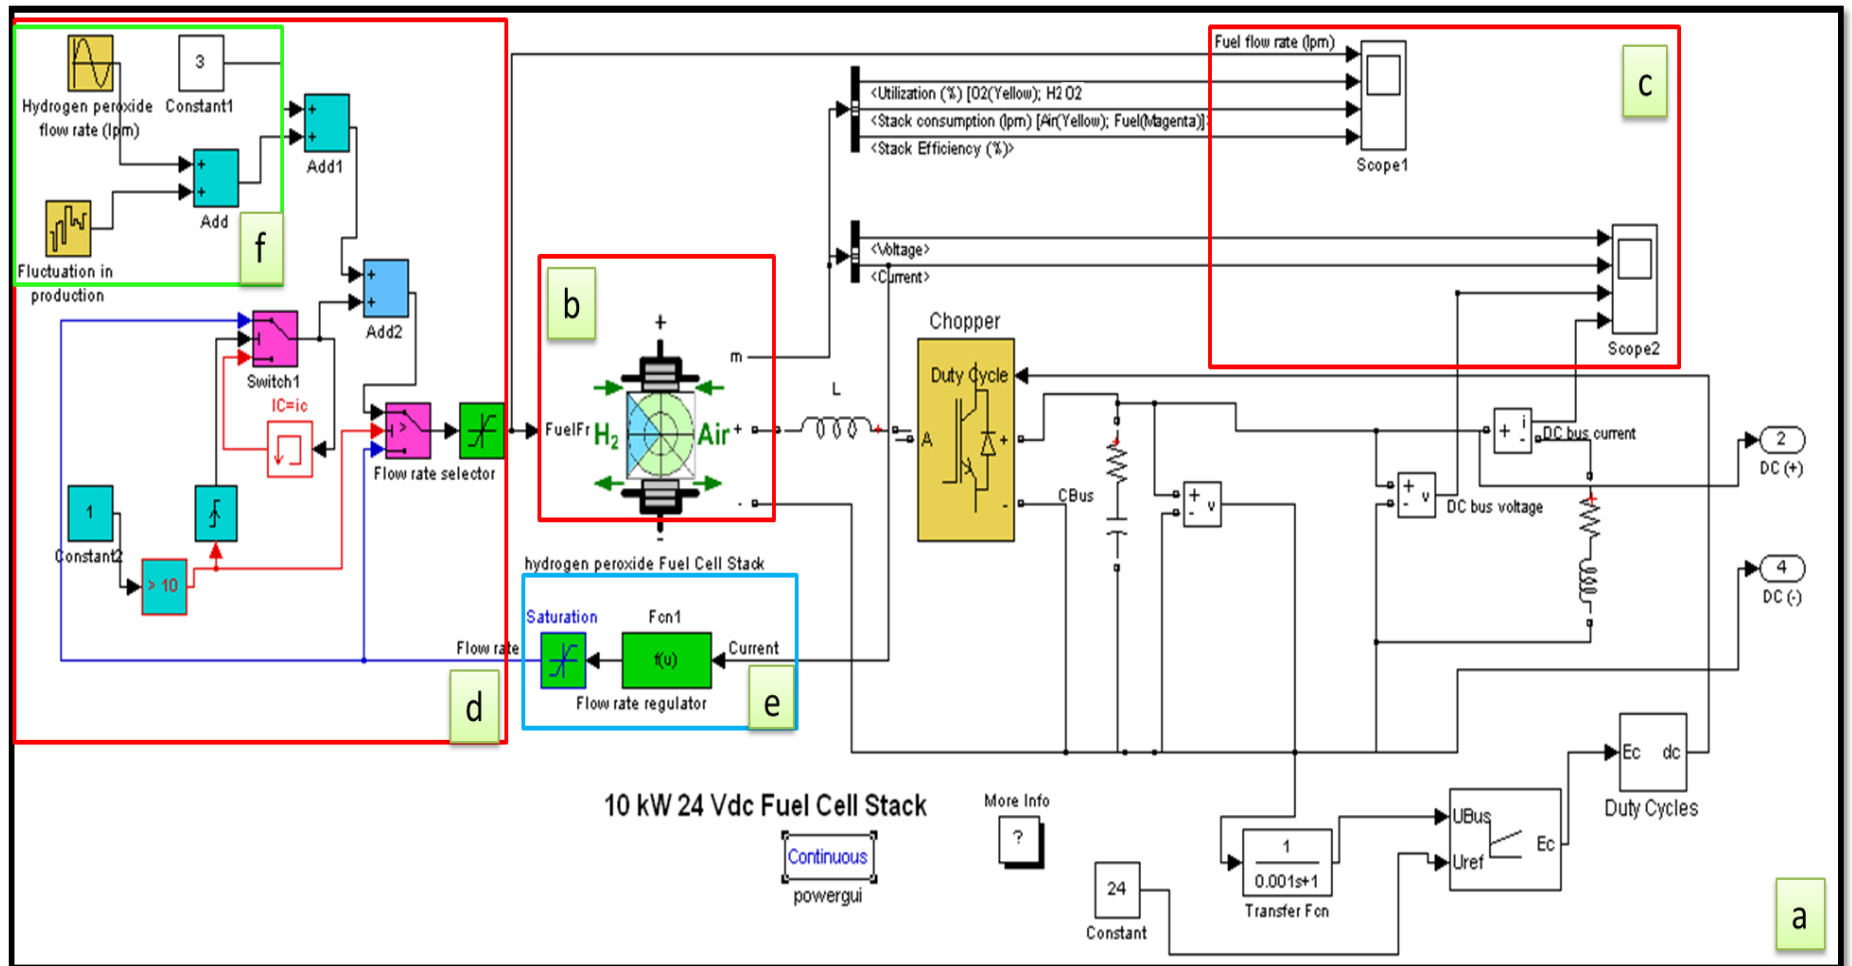 Hydrogen peroxide
flow rate (lpm)
3
Constant1
+
+
Add1
+
+
Add
Fluctuation in
production
f
+
+
Add2
Switch1
IC=ic
>
Flow rate selector
1
Constant2
> 10
Flow rate
d
b
+
m
FuelFr
H2
Air
+
-
-
hydrogen peroxide Fuel Cell Stack
Saturation
Fcn1
f(u)
Current
Flow rate regulator
e
Fuel flow rate (lpm)
<Utilization (%) [O2(Yellow); H2 O2
<Stack consumption (lpm) [Air(Yellow); Fuel(Magenta)]>
<Stack Efficiency (%)>
Scope1
c
<Voltage>
<Current>
Scope2
L
+
Chopper
Duty Cycle
A
+
-
+
CBus
+
-
v
+
-
v
DC bus voltage
+
-
i
DC bus current
+
2
DC (+)
4
DC (-)
10 kW 24 Vdc Fuel Cell Stack
Continuous
powergui
More Info
?
24
Constant
1
0.001s+1
Transfer Fcn
UBus
Uref
Ec
Ec
dc
Duty Cycles
a